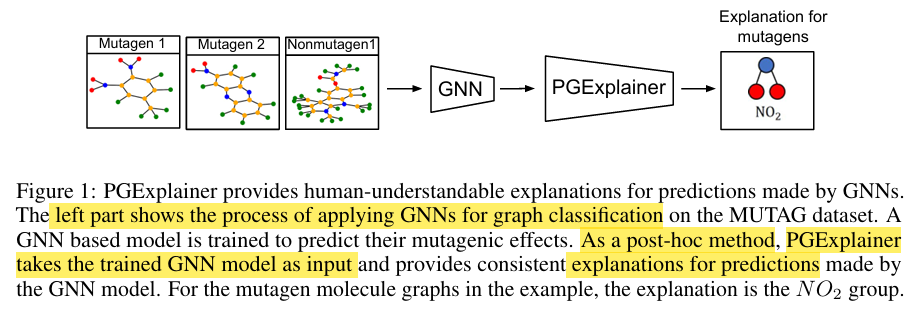 Explanation for
mutagens
Mutagen 1
Mutagen 2
Nonmutagen1
GNN
PGExplainer
NO₂
Figure 1: PGExplainer provides human-understandable explanations for predictions made by GNNs.
The left part shows the process of applying GNNs for graph classification on the MUTAG dataset. A
GNN based model is trained to predict their mutagenic effects. As a post-hoc method, PGExplainer
takes the trained GNN model as input and provides consistent explanations for predictions made by
the GNN model. For the mutagen molecule graphs in the example, the explanation is the NO₂ group.